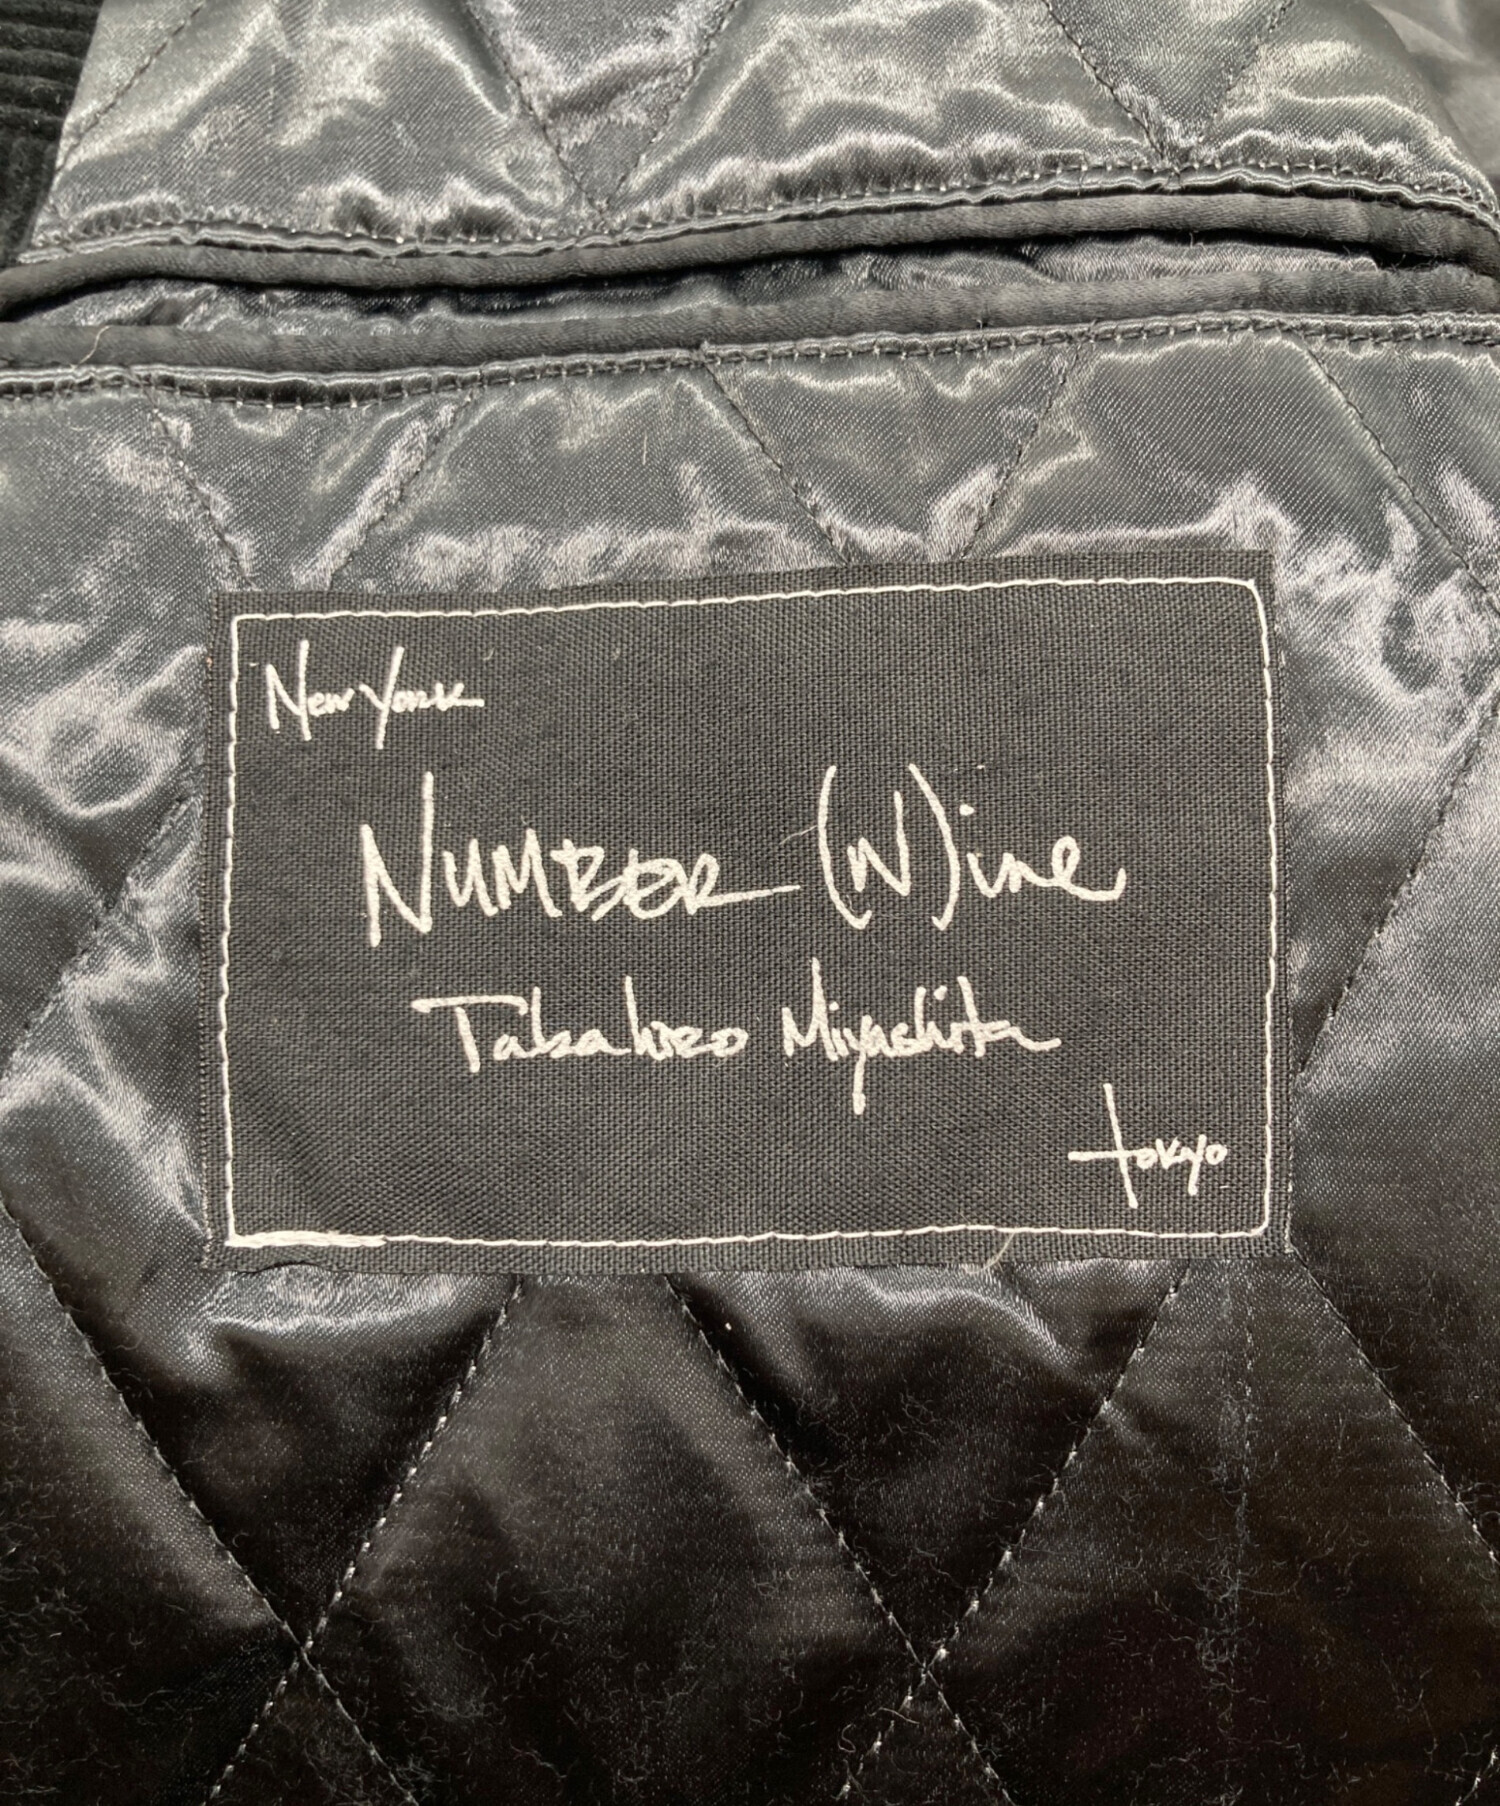 New York
NUMBER (N)ine
Takahiro Miyashita
tokyo